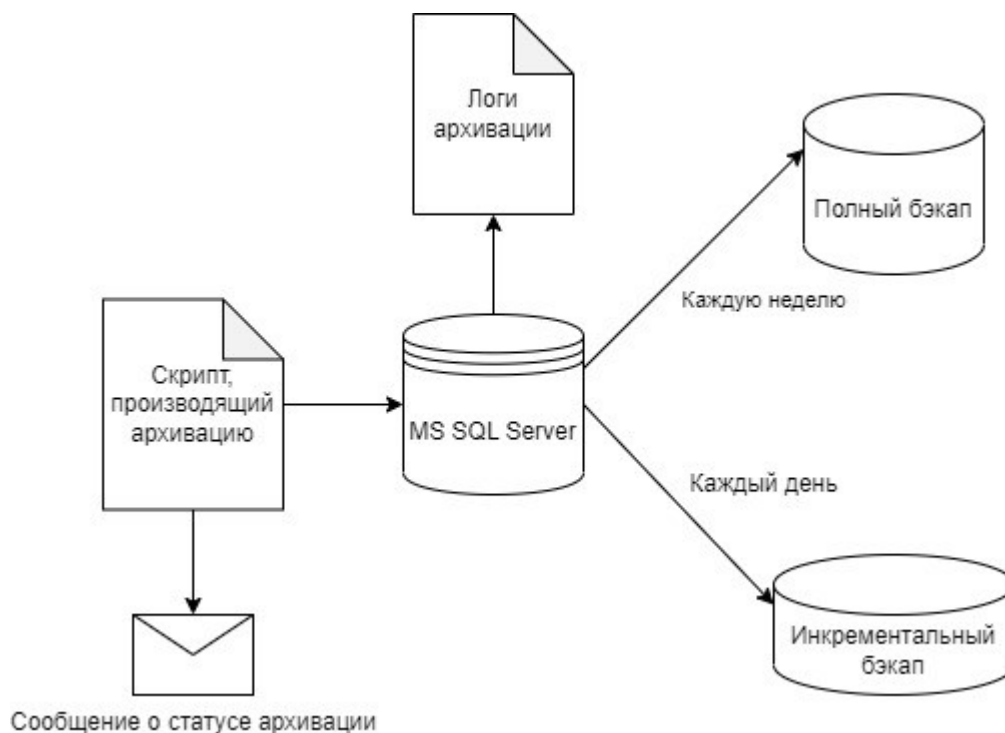 Логи
архивации
Полный бэкап
Каждую неделю
Скрипт,
производящий
архивацию
MS SQL Server
Каждый день
Инкрементальный
бэкап
Сообщение о статусе архивации